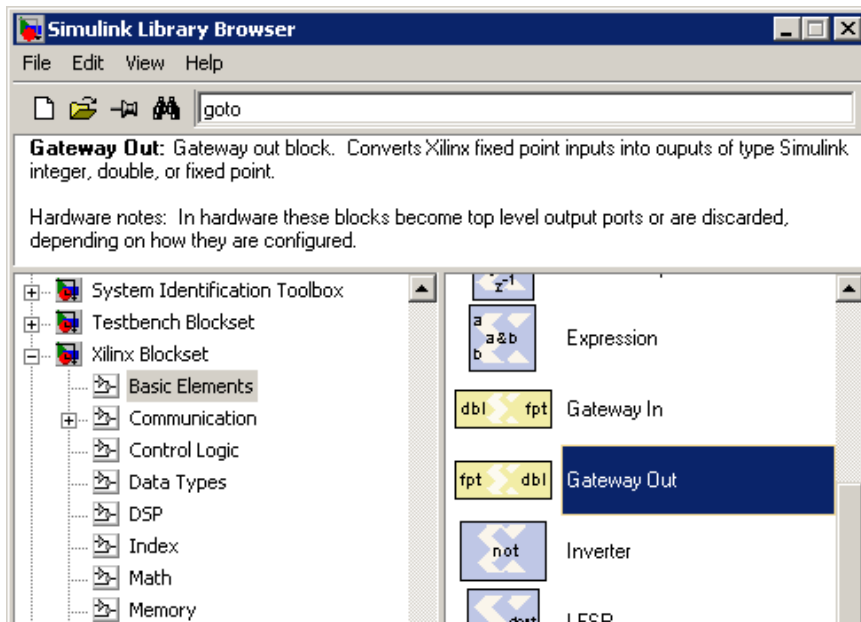 Simulink Library Browser
File Edit View Help
goto
Gateway Out: Gateway out block. Converts Xilinx fixed point inputs into ouputs of type Simulink
integer, double, or fixed point.
Hardware notes: In hardware these blocks become top level output ports or are discarded,
depending on how they are configured.
System Identification Toolbox
Testbench Blockset
Xilinx Blockset
Basic Elements
Communication
Control Logic
Data Types
DSP
Index
Math
Memory
z-1
a
a&b
b
Expression
dbl fpt Gateway In
fpt dbl Gateway Out
not Inverter
LFSR